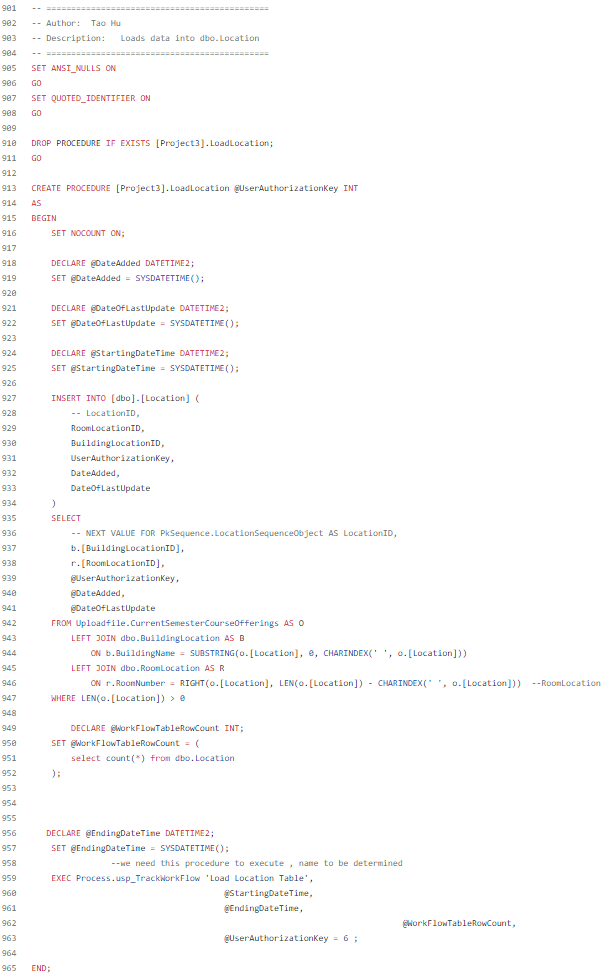 901 -- =============================================
902 -- Author:  Tao Hu
903 -- Description:   Loads data into dbo.Location
904 -- =============================================
905 SET ANSI_NULLS ON
906 GO
907 SET QUOTED_IDENTIFIER ON
908 GO
909
910 DROP PROCEDURE IF EXISTS [Project3].LoadLocation;
911 GO
912
913 CREATE PROCEDURE [Project3].LoadLocation @UserAuthorizationKey INT
914 AS
915 BEGIN
916     SET NOCOUNT ON;
917
918     DECLARE @DateAdded DATETIME2;
919     SET @DateAdded = SYSDATETIME();
920
921     DECLARE @DateOfLastUpdate DATETIME2;
922     SET @DateOfLastUpdate = SYSDATETIME();
923
924     DECLARE @StartingDateTime DATETIME2;
925     SET @StartingDateTime = SYSDATETIME();
926
927     INSERT INTO [dbo].[Location] (
928         -- LocationID,
929         RoomLocationID,
930         BuildingLocationID,
931         UserAuthorizationKey,
932         DateAdded,
933         DateOfLastUpdate
934     )
935     SELECT
936         -- NEXT VALUE FOR PkSequence.LocationSequenceObject AS LocationID,
937         b.[BuildingLocationID],
938         r.[RoomLocationID],
939         @UserAuthorizationKey,
940         @DateAdded,
941         @DateOfLastUpdate
942     FROM Uploadfile.CurrentSemesterCourseOfferings AS O
943         LEFT JOIN dbo.BuildingLocation AS B
944             ON b.BuildingName = SUBSTRING(o.[Location], 0, CHARINDEX(' ', o.[Location]))
945         LEFT JOIN dbo.RoomLocation AS R
946             ON r.RoomNumber = RIGHT(o.[Location], LEN(o.[Location]) - CHARINDEX(' ', o.[Location]))  --RoomLocation
947     WHERE LEN(o.[Location]) > 0
948
949         DECLARE @WorkFlowTableRowCount INT;
950     SET @WorkFlowTableRowCount = (
951         select count(*) from dbo.Location
952     );
953
954
955
956    DECLARE @EndingDateTime DATETIME2;
957     SET @EndingDateTime = SYSDATETIME();
958                 --we need this procedure to execute , name to be determined
959     EXEC Process.usp_TrackWorkFlow 'Load Location Table',
960                                        @StartingDateTime,
961                                        @EndingDateTime,
962                                                                            @WorkFlowTableRowCount,
963                                        @UserAuthorizationKey = 6 ;
964
965 END;